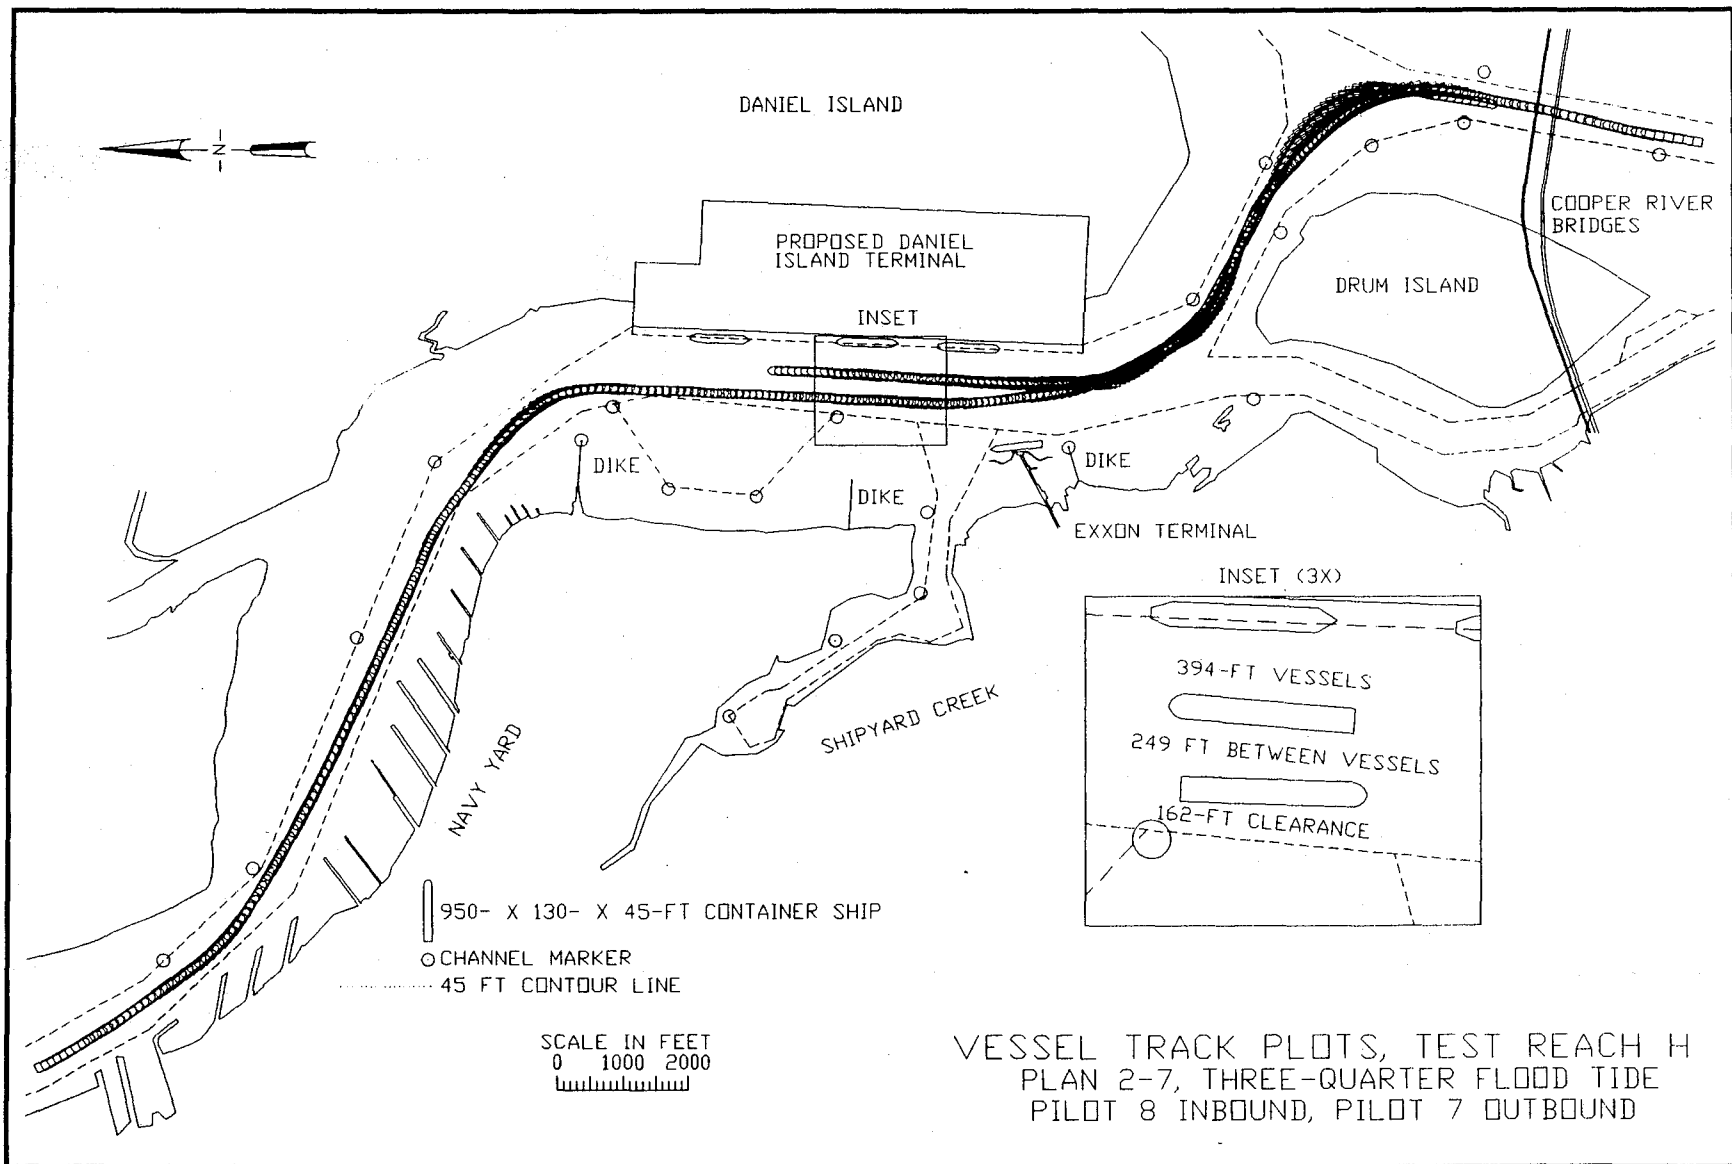 DANIEL ISLAND
N
COOPER RIVER
BRIDGES
PROPOSED DANIEL
ISLAND TERMINAL
DRUM ISLAND
INSET
DIKE
DIKE
DIKE
EXXON TERMINAL
INSET (3X)
394-FT VESSELS
249 FT BETWEEN VESSELS
162-FT CLEARANCE
SHIPYARD CREEK
NAVY YARD
950- X 130- X 45-FT CONTAINER SHIP
CHANNEL MARKER
45 FT CONTOUR LINE
SCALE IN FEET
0 1000 2000
VESSEL TRACK PLOTS, TEST REACH H
PLAN 2-7, THREE-QUARTER FLOOD TIDE
PILOT 8 INBOUND, PILOT 7 OUTBOUND